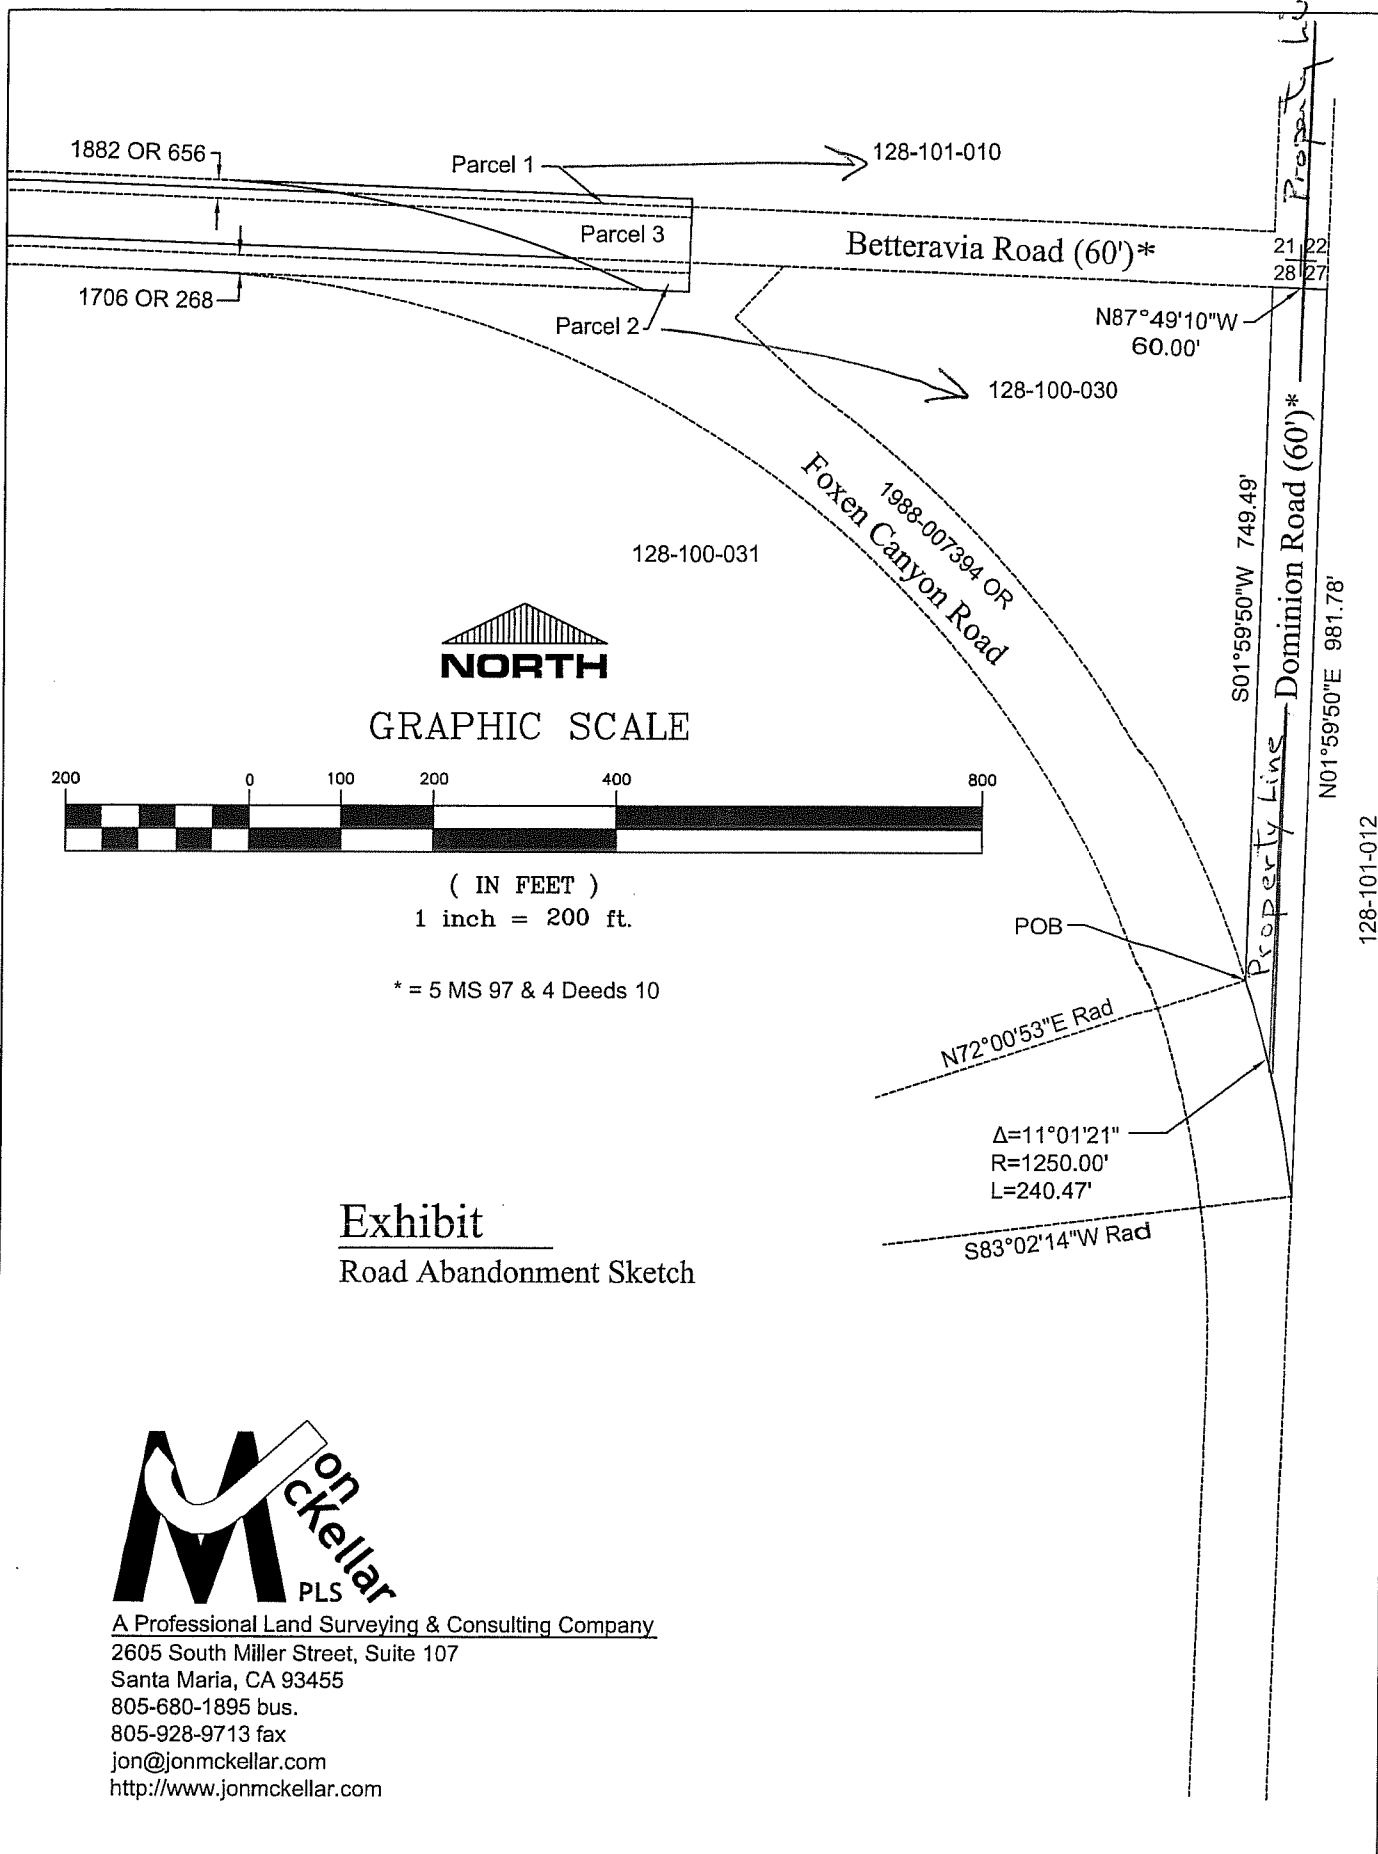 Property
1882 OR 656
Parcel 1
128-101-010
Parcel 3
Betteravia Road (60')*
21 22
28 27
1706 OR 268
Parcel 2
N87°49'10"W
60.00'
128-100-030
1988-007394 OR
Foxen Canyon Road
128-100-031
S01°59'50"W 749.49'
Dominion Road (60')*
N01°59'50"E 981.78'
Property Line
128-101-012
NORTH
GRAPHIC SCALE
200 0 100 200 400 800
( IN FEET )
1 inch = 200 ft.
* = 5 MS 97 & 4 Deeds 10
POB
N72°00'53"E Rad
Δ=11°01'21"
R=1250.00'
L=240.47'
S83°02'14"W Rad
Exhibit
Road Abandonment Sketch
Jon
McKellar
PLS
A Professional Land Surveying & Consulting Company
2605 South Miller Street, Suite 107
Santa Maria, CA 93455
805-680-1895 bus.
805-928-9713 fax
jon@jonmckellar.com
http://www.jonmckellar.com